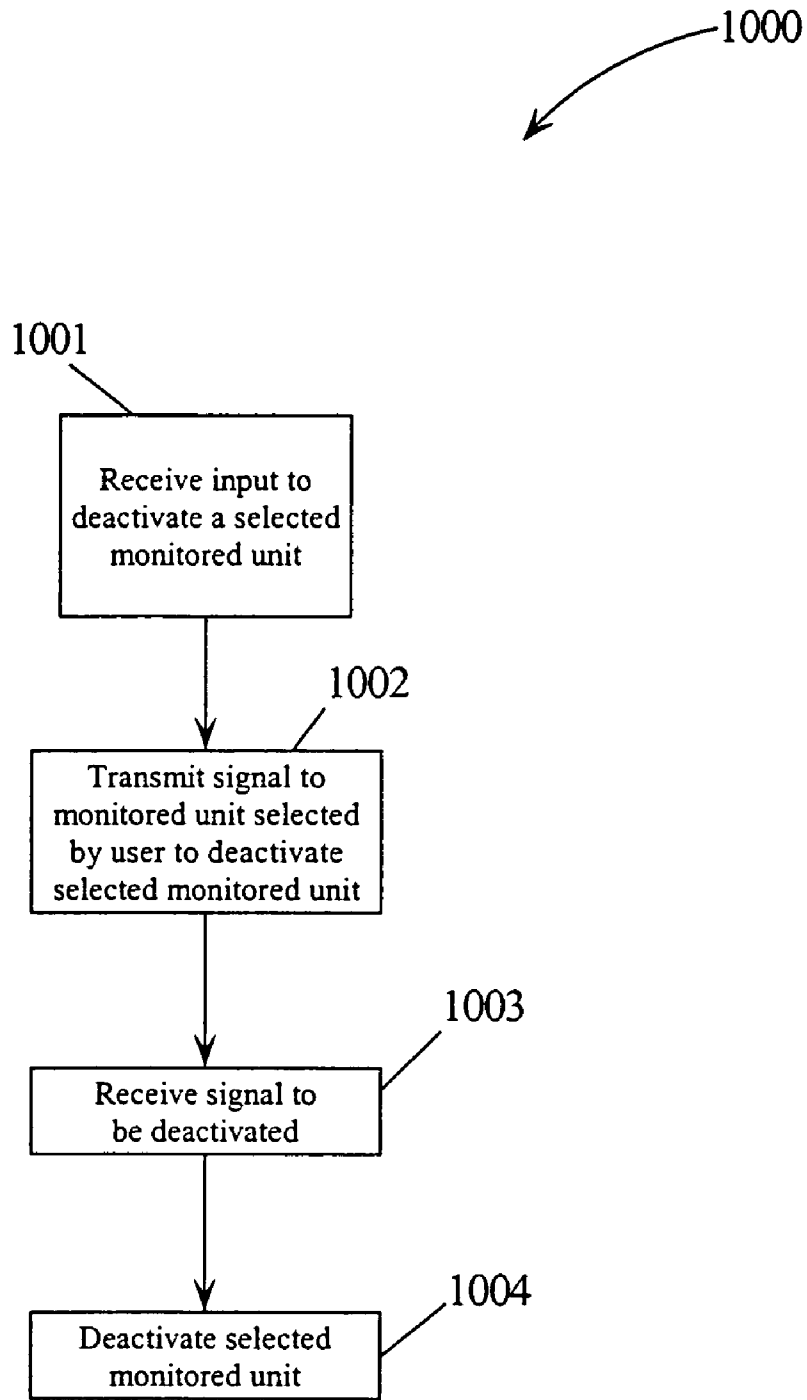 1000
1001
Receive input to
deactivate a selected
monitored unit
1002
Transmit signal to
monitored unit selected
by user to deactivate
selected monitored unit
1003
Receive signal to
be deactivated
1004
Deactivate selected
monitored unit